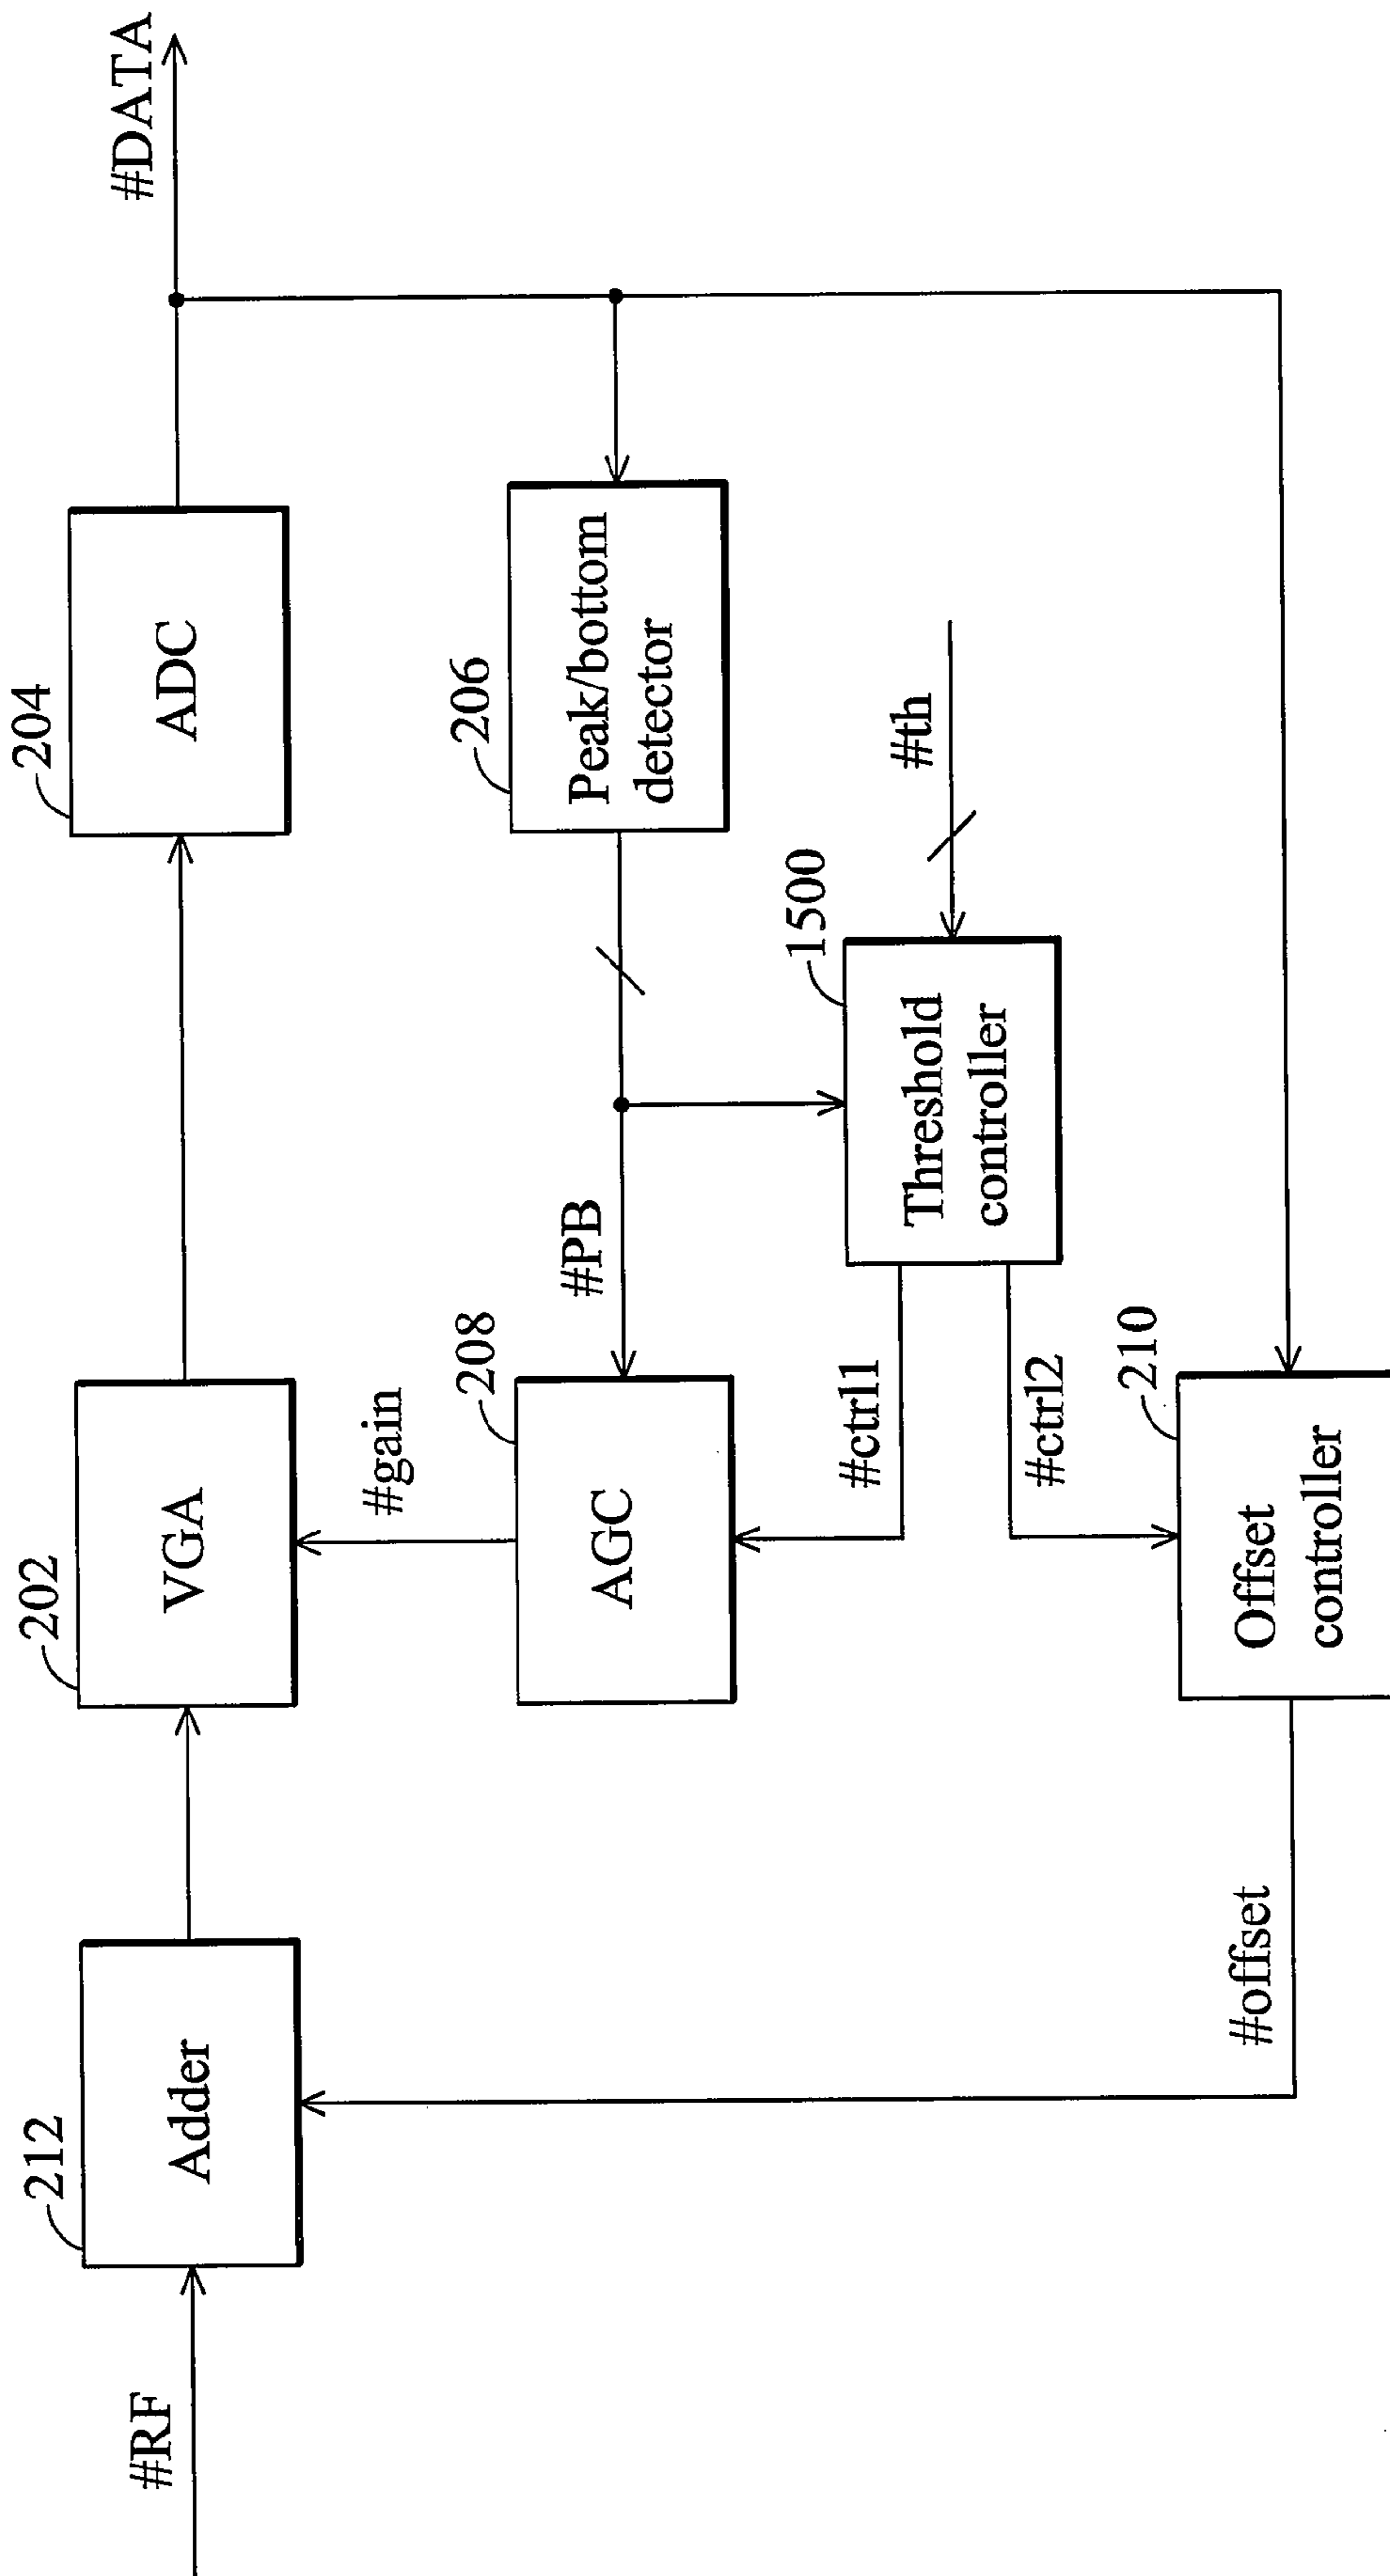 #RF
212
Adder
202
VGA
204
ADC
#DATA
#gain
208
AGC
#PB
206
Peak/bottom
detector
#ctrl1
#ctrl2
1500
Threshold
controller
#th
#offset
210
Offset
controller